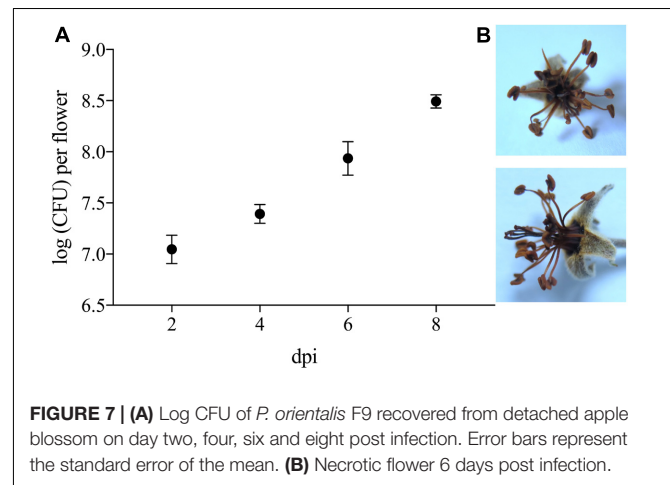 A
B
9.0
8.5
8.0
7.5
7.0
6.5
log (CFU) per flower
2 4 6 8
dpi
FIGURE 7 | (A) Log CFU of P. orientalis F9 recovered from detached apple
blossom on day two, four, six and eight post infection. Error bars represent
the standard error of the mean. (B) Necrotic flower 6 days post infection.